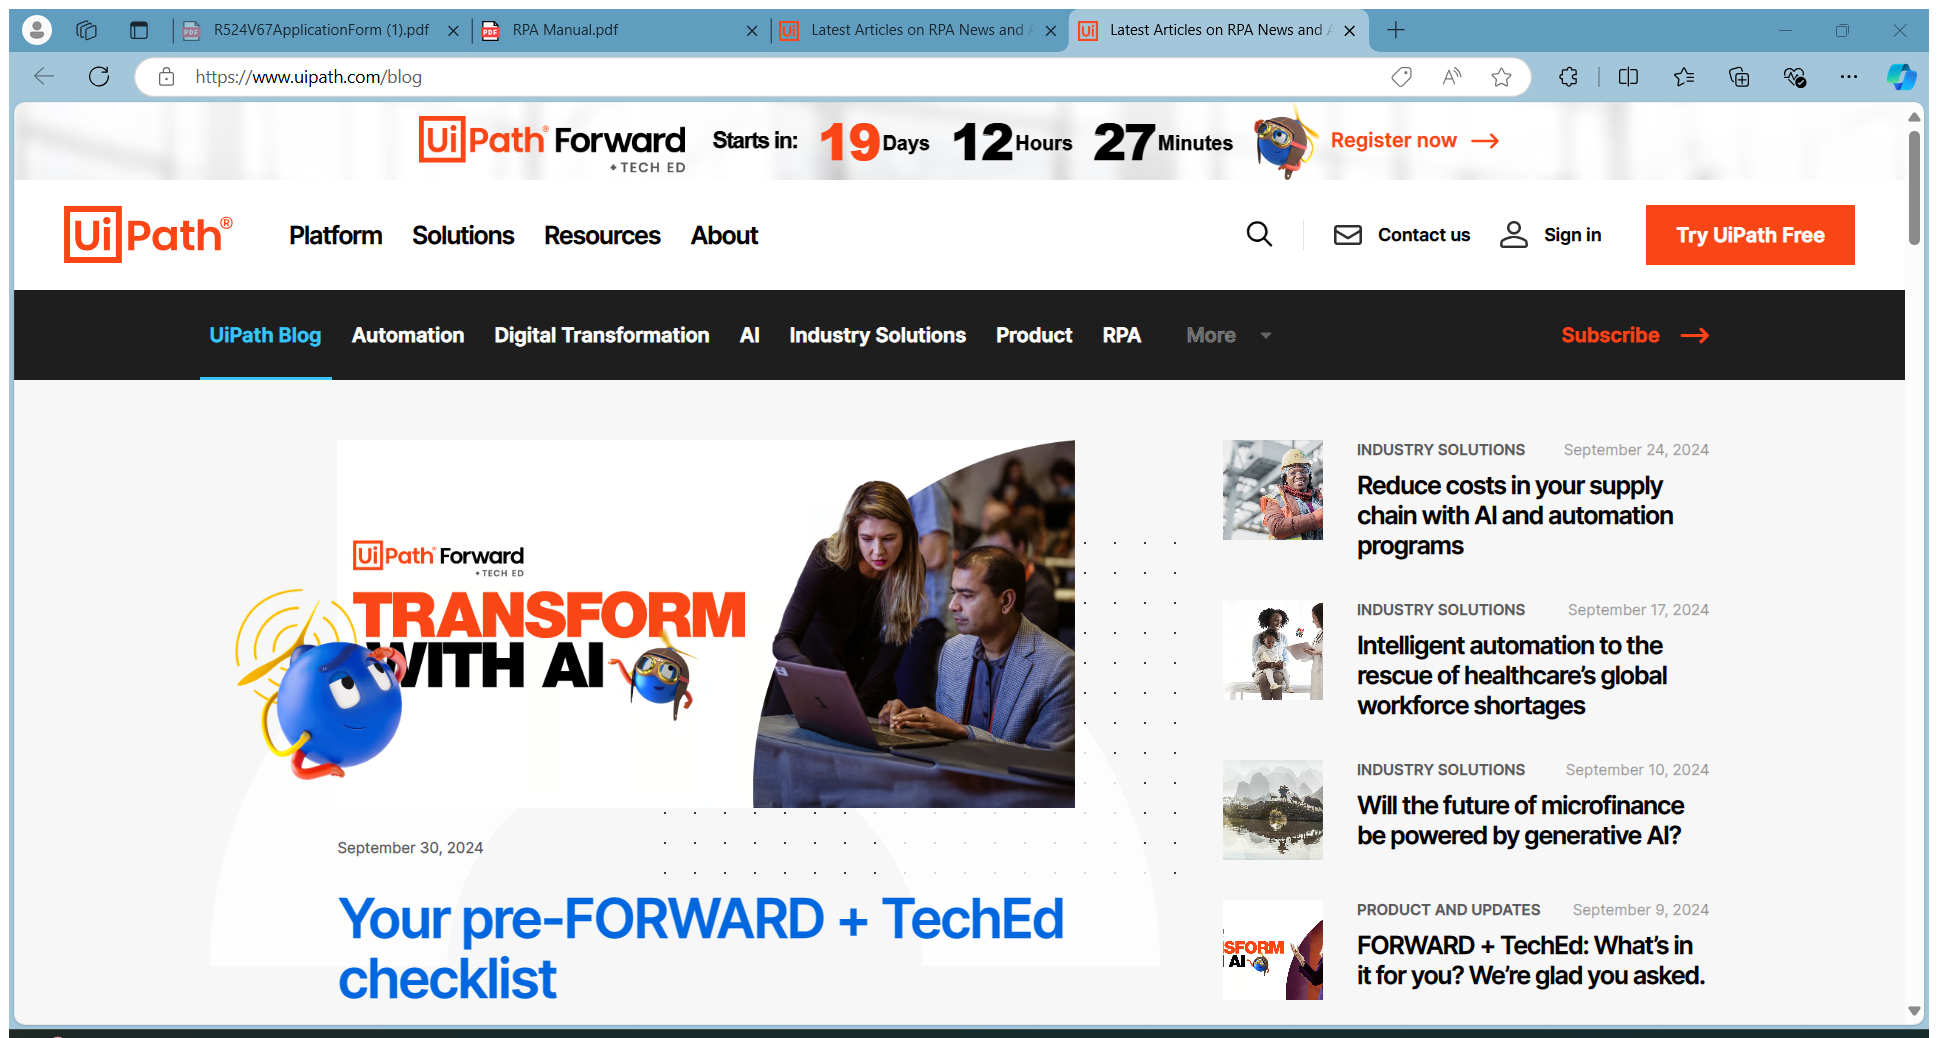 R524V67ApplicationForm (1).pdf
RPA Manual.pdf
Latest Articles on RPA News and A
Latest Articles on RPA News and A
https://www.uipath.com/blog
UiPath® Forward
+ TECH ED
Starts in: 19 Days 12 Hours 27 Minutes
Register now
UiPath®
Platform
Solutions
Resources
About
Contact us
Sign in
Try UiPath Free
UiPath Blog
Automation
Digital Transformation
AI
Industry Solutions
Product
RPA
More
Subscribe
UiPath® Forward
+ TECH ED
TRANSFORM
WITH AI
September 30, 2024
Your pre-FORWARD + TechEd
checklist
INDUSTRY SOLUTIONS September 24, 2024
Reduce costs in your supply
chain with AI and automation
programs
INDUSTRY SOLUTIONS September 17, 2024
Intelligent automation to the
rescue of healthcare’s global
workforce shortages
INDUSTRY SOLUTIONS September 10, 2024
Will the future of microfinance
be powered by generative AI?
PRODUCT AND UPDATES September 9, 2024
SFORM
AI
FORWARD + TechEd: What’s in
it for you? We’re glad you asked.